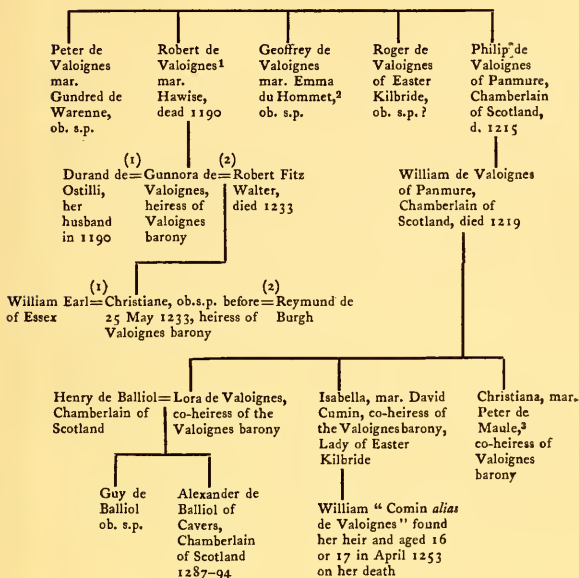 Peter de
Valoignes
mar.
Gundred de
Warenne,
ob. s.p.
Robert de
Valoignes¹
mar.
Hawise,
dead 1190
Geoffrey de
Valoignes
mar. Emma
du Hommet,²
ob. s.p.
Roger de
Valoignes
of Easter
Kilbride,
ob. s.p. ?
Philip de
Valoignes
of Panmure,
Chamberlain
of Scotland,
d. 1215
(1) (2)
Durand de=Gunnora de=Robert Fitz
Ostilli,
her
husband
in 1190
Valoignes,
heiress of
Valoignes
barony
Walter,
died 1233
William de Valoignes
of Panmure,
Chamberlain of
Scotland, died 1219
(1) (2)
William Earl=Christiane, ob.s.p. before=Reymund de
of Essex
25 May 1233, heiress of
Valoignes barony
Burgh
Henry de Balliol=Lora de Valoignes,
Chamberlain of
Scotland
co-heiress of the
Valoignes barony
Isabella, mar. David
Cumin, co-heiress of
the Valoignes barony,
Lady of Easter
Kilbride
Christiana, mar.
Peter de
Maule,³
co-heiress of
Valoignes
barony
Guy de
Balliol
ob. s.p.
Alexander de
Balliol of
Cavers,
Chamberlain
of Scotland
1287–94
William “ Comin alias
de Valoignes ” found
her heir and aged 16
or 17 in April 1253
on her death